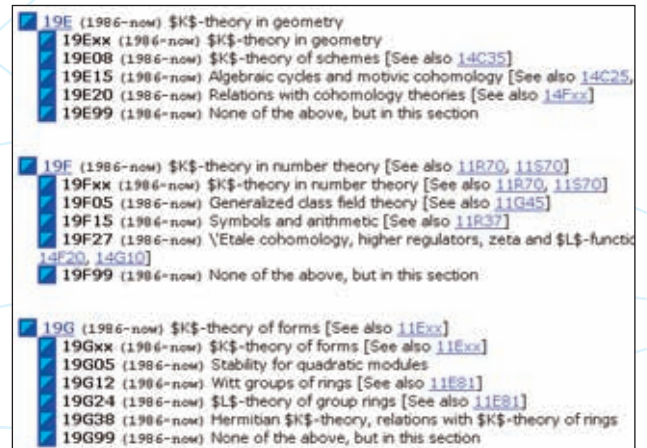 19E (1986-now) $K$-theory in geometry
19Exx (1986-now) $K$-theory in geometry
19E08 (1986-now) $K$-theory of schemes [See also 14C35]
19E15 (1986-now) Algebraic cycles and motivic cohomology [See also 14C25,
19E20 (1986-now) Relations with cohomology theories [See also 14Fxx]
19E99 (1986-now) None of the above, but in this section
19F (1986-now) $K$-theory in number theory [See also 11R70, 11S70]
19Fxx (1986-now) $K$-theory in number theory [See also 11R70, 11S70]
19F05 (1986-now) Generalized class field theory [See also 11G45]
19F15 (1986-now) Symbols and arithmetic [See also 11R37]
19F27 (1986-now) \'Etale cohomology, higher regulators, zeta and $L$-functio
14F20, 14G10]
19F99 (1986-now) None of the above, but in this section
19G (1986-now) $K$-theory of forms [See also 11Exx]
19Gxx (1986-now) $K$-theory of forms [See also 11Exx]
19G05 (1986-now) Stability for quadratic modules
19G12 (1986-now) Witt groups of rings [See also 11E81]
19G24 (1986-now) $L$-theory of group rings [See also 11E81]
19G38 (1986-now) Hermitian $K$-theory, relations with $K$-theory of rings
19G99 (1986-now) None of the above, but in this section